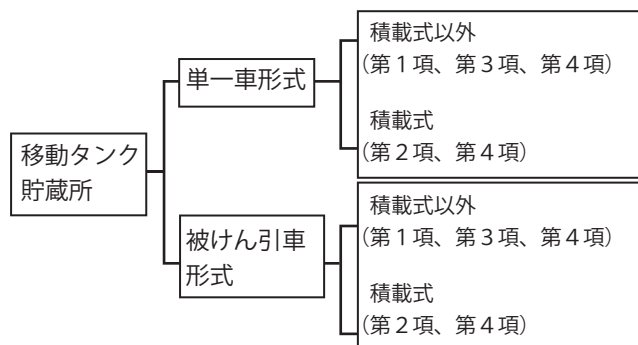 移動タンク
貯蔵所
単一車形式
積載式以外
（第１項、第３項、第４項）
積載式
（第２項、第４項）
被けん引車
形式
積載式以外
（第１項、第３項、第４項）
積載式
（第２項、第４項）